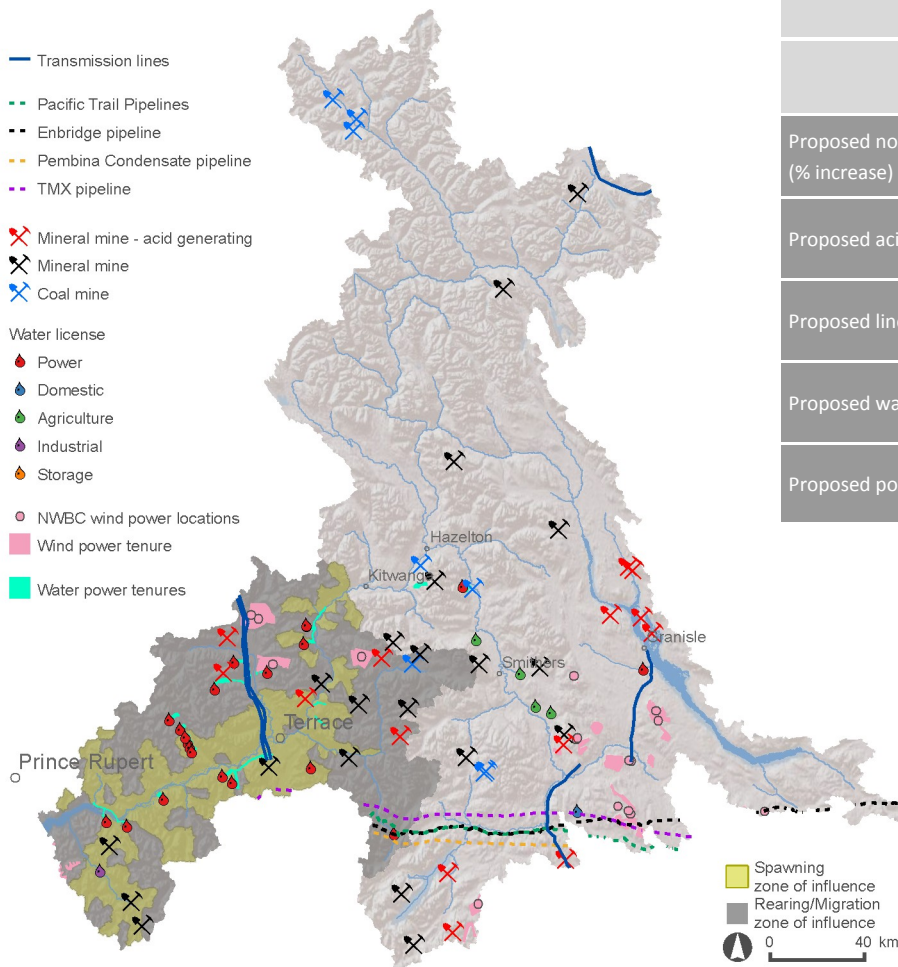 Transmission lines
Pacific Trail Pipelines
Enbridge pipeline
Pembina Condensate pipeline
TMX pipeline
Mineral mine - acid generating
Mineral mine
Coal mine
Water license
Power
Domestic
Agriculture
Industrial
Storage
NWBC wind power locations
Wind power tenure
Water power tenures
Proposed no
(% increase)
Proposed aci
Proposed line
Proposed wa
Proposed po
Hazelton
Kitwanga
Granisle
Smithers
Terrace
Prince Rupert
Spawning
zone of influence
Rearing/Migration
zone of influence
0 40 km